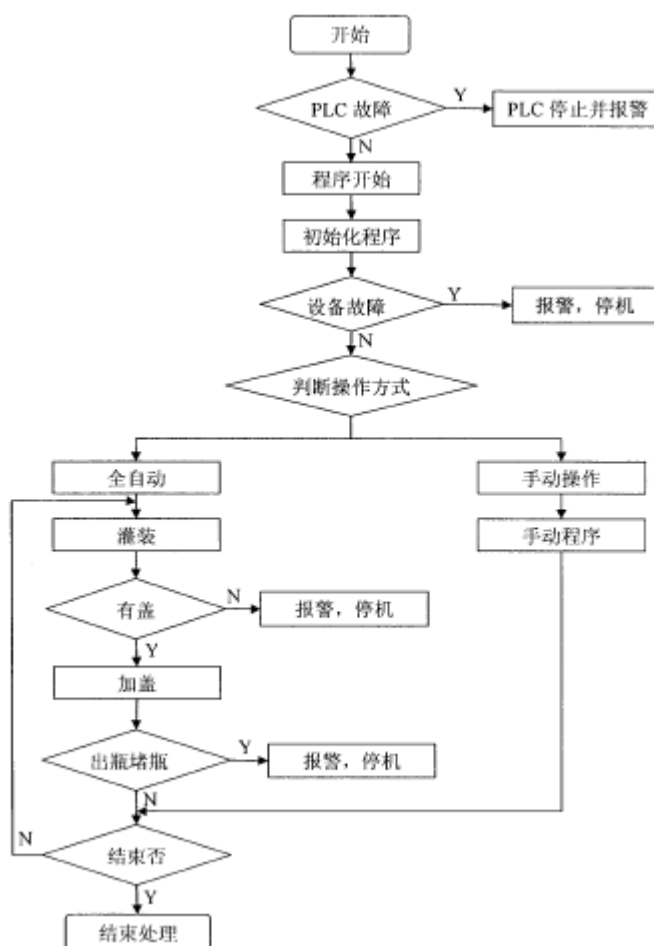 开始
PLC 故障
Y
PLC 停止并报警
N
程序开始
初始化程序
设备故障
Y
报警，停机
N
判断操作方式
全自动
手动操作
灌装
手动程序
有盖
N
报警，停机
Y
加盖
出瓶堵瓶
Y
报警，停机
N
N
结束否
Y
结束处理